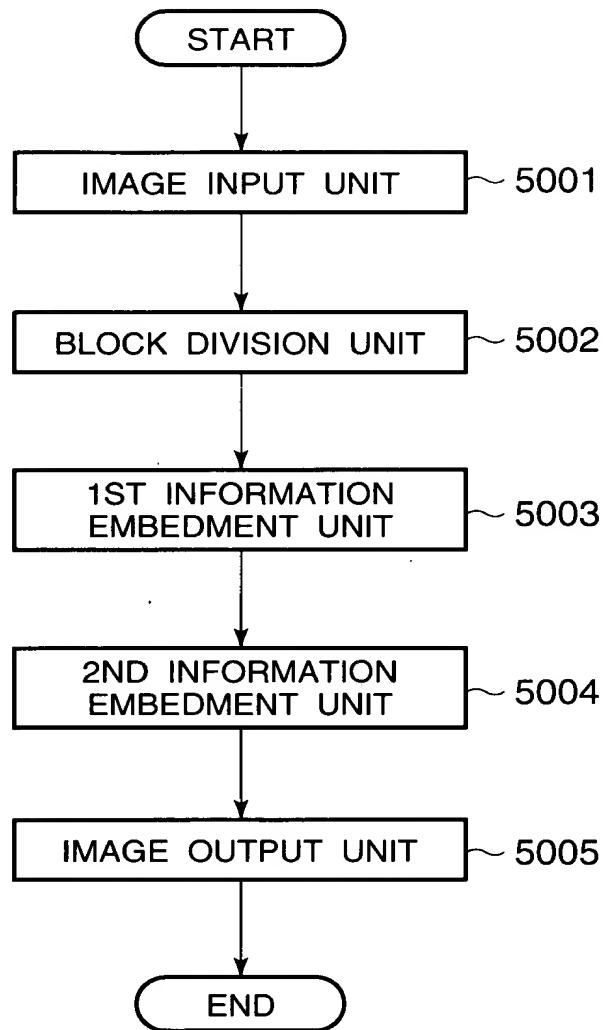 START
IMAGE INPUT UNIT
5001
BLOCK DIVISION UNIT
5002
1ST INFORMATION
EMBEDMENT UNIT
5003
2ND INFORMATION
EMBEDMENT UNIT
5004
IMAGE OUTPUT UNIT
5005
END